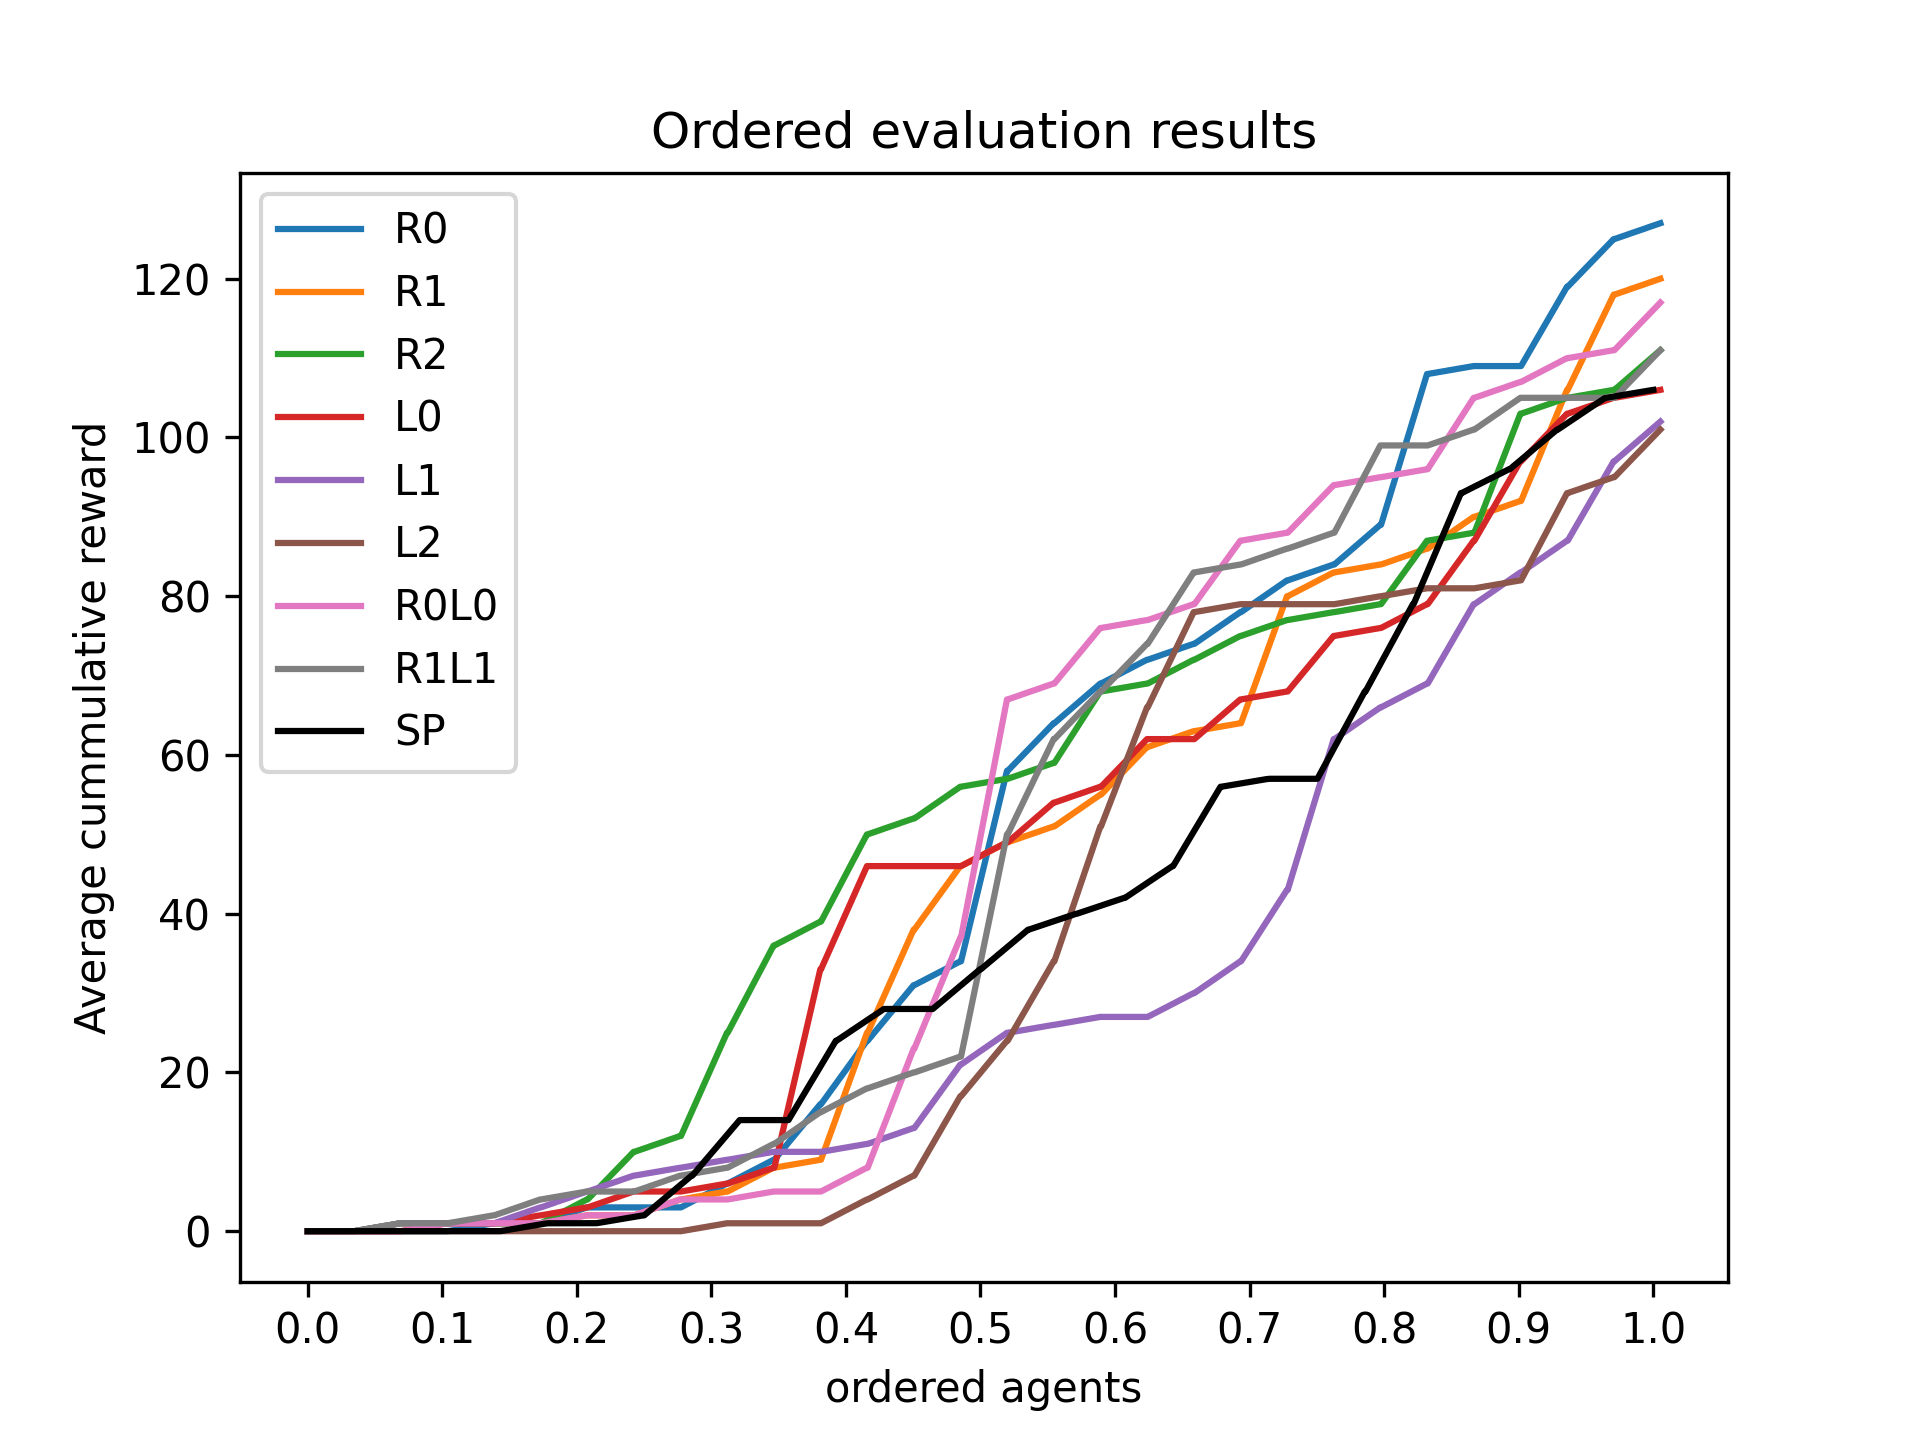 Ordered evaluation results
Average cummulative reward
120
100
80
60
40
20
0
R0
R1
R2
L0
L1
L2
R0L0
R1L1
SP
0.0 0.1 0.2 0.3 0.4 0.5 0.6 0.7 0.8 0.9 1.0
ordered agents